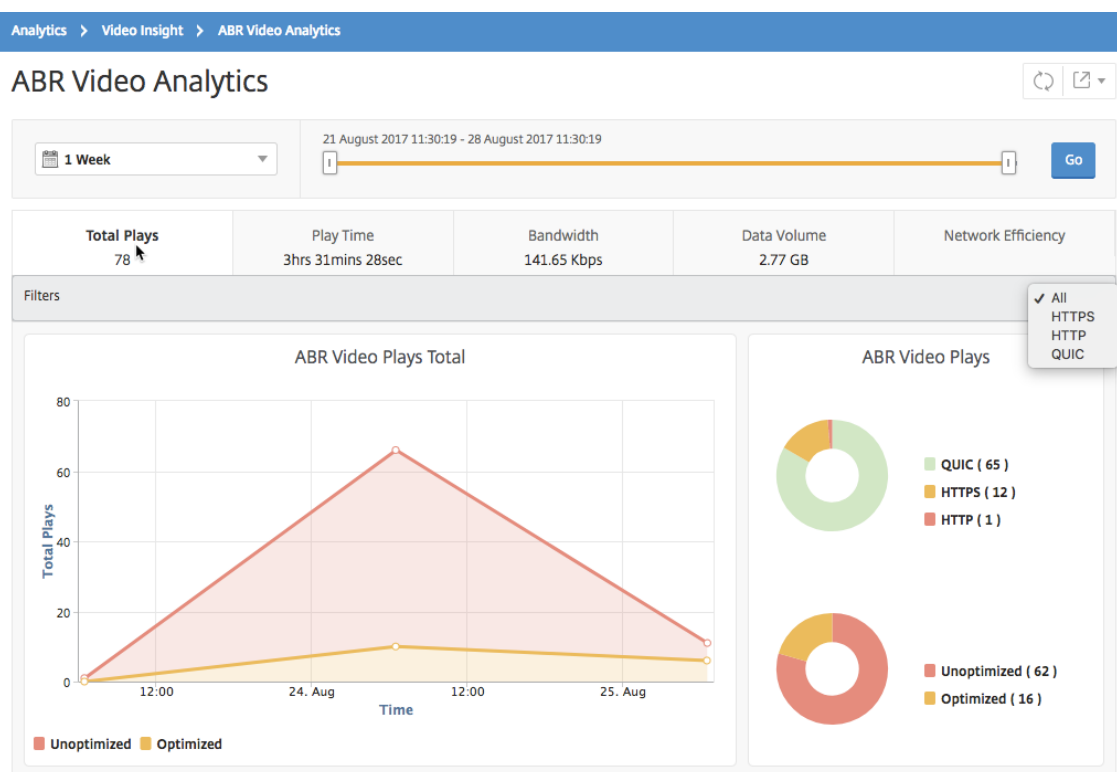 Analytics > Video Insight > ABR Video Analytics
ABR Video Analytics
1 Week
21 August 2017 11:30:19 - 28 August 2017 11:30:19
Go
Total Plays
78
Play Time
3hrs 31mins 28sec
Bandwidth
141.65 Kbps
Data Volume
2.77 GB
Network Efficiency
Filters
✓ All
HTTPS
HTTP
QUIC
ABR Video Plays Total
80
60
40
20
0
Total Plays
12:00
24. Aug
12:00
25. Aug
Time
Unoptimized
Optimized
ABR Video Plays
QUIC ( 65 )
HTTPS ( 12 )
HTTP ( 1 )
Unoptimized ( 62 )
Optimized ( 16 )